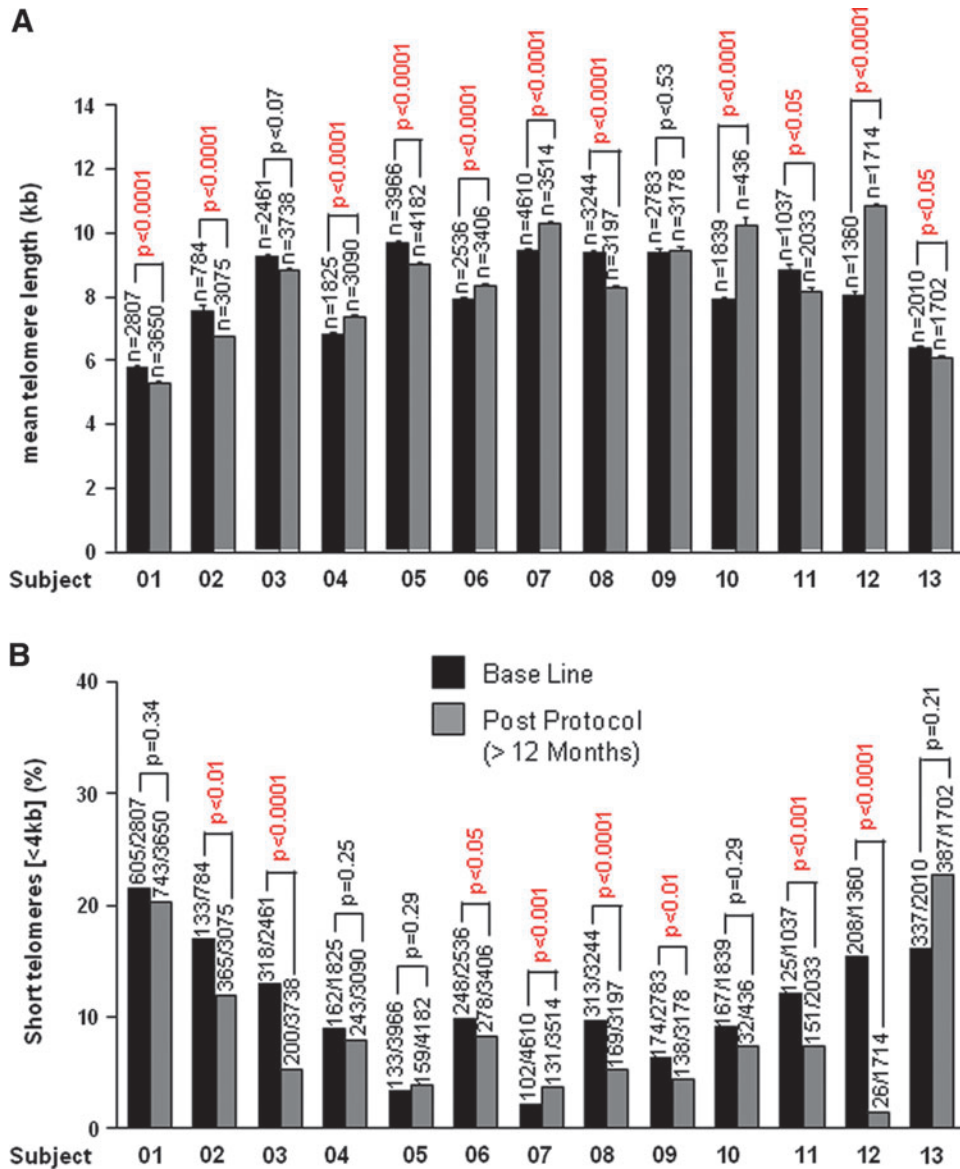 A
mean telomere length (kb)
14
12
10
8
6
4
2
0
p<0.0001
n=2807
n=3650
p<0.0001
n=784
n=3075
p<0.07
n=2461
n=3738
p<0.0001
n=1825
n=3090
p<0.0001
n=3966
n=4182
p<0.0001
n=2536
n=3406
p<0.0001
n=4610
n=3514
p<0.0001
n=3244
n=3197
p<0.53
n=2783
n=3178
p<0.0001
n=1839
n=436
p<0.05
n=1037
n=2033
p<0.0001
n=1360
n=1714
p<0.05
n=2010
n=1702
Subject 01 02 03 04 05 06 07 08 09 10 11 12 13
B
Short telomeres [<4kb] (%)
40
30
20
10
0
Base Line
Post Protocol
(> 12 Months)
p=0.34
605/2807
743/3650
p<0.01
133/784
365/3075
p<0.0001
318/2461
200/3738
p=0.25
162/1825
243/3090
p=0.29
133/3966
159/4182
p<0.05
248/2536
278/3406
p<0.001
102/4610
131/3514
p<0.0001
313/3244
169/3197
p<0.01
174/2783
138/3178
p=0.29
167/1839
32/436
p<0.001
125/1037
151/2033
p<0.0001
208/1360
26/1714
p=0.21
337/2010
387/1702
Subject 01 02 03 04 05 06 07 08 09 10 11 12 13